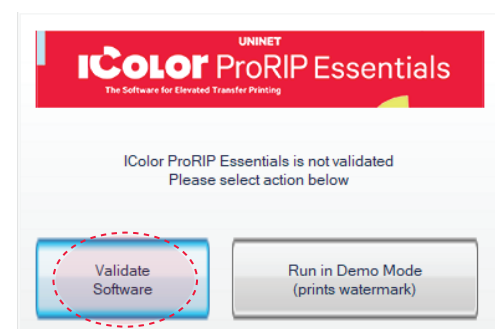 UNINET
IColor ProRIP Essentials
The Software for Elevated Transfer Printing
IColor ProRIP Essentials is not validated
Please select action below
Validate
Software
Run in Demo Mode
(prints watermark)